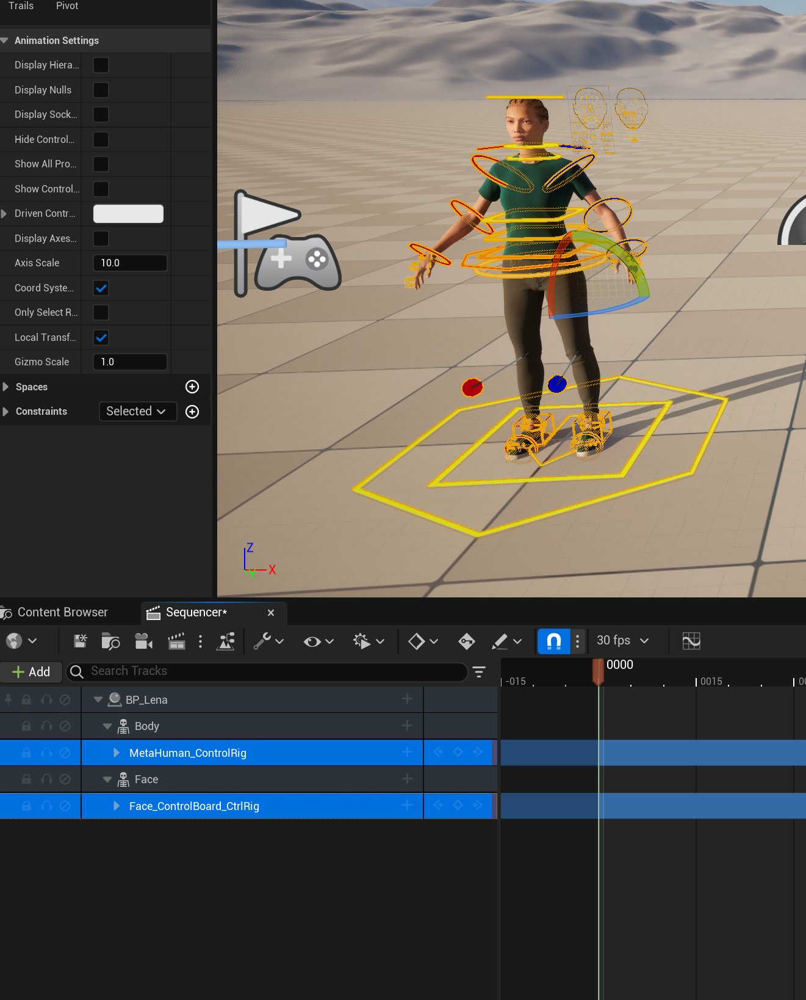 Trails
Pivot
Animation Settings
Display Hiera...
Display Nulls
Display Sock...
Hide Control...
Show All Pro...
Show Control...
Driven Contr...
Display Axes...
Axis Scale
10.0
Coord Syste...
Only Select R...
Local Transf...
Gizmo Scale
1.0
Spaces
Constraints
Selected
Z
X
Y
Content Browser
Sequencer*
30 fps
Add
Search Tracks
0000
-015
0015
00
BP_Lena
Body
MetaHuman_ControlRig
Face
Face_ControlBoard_CtrlRig